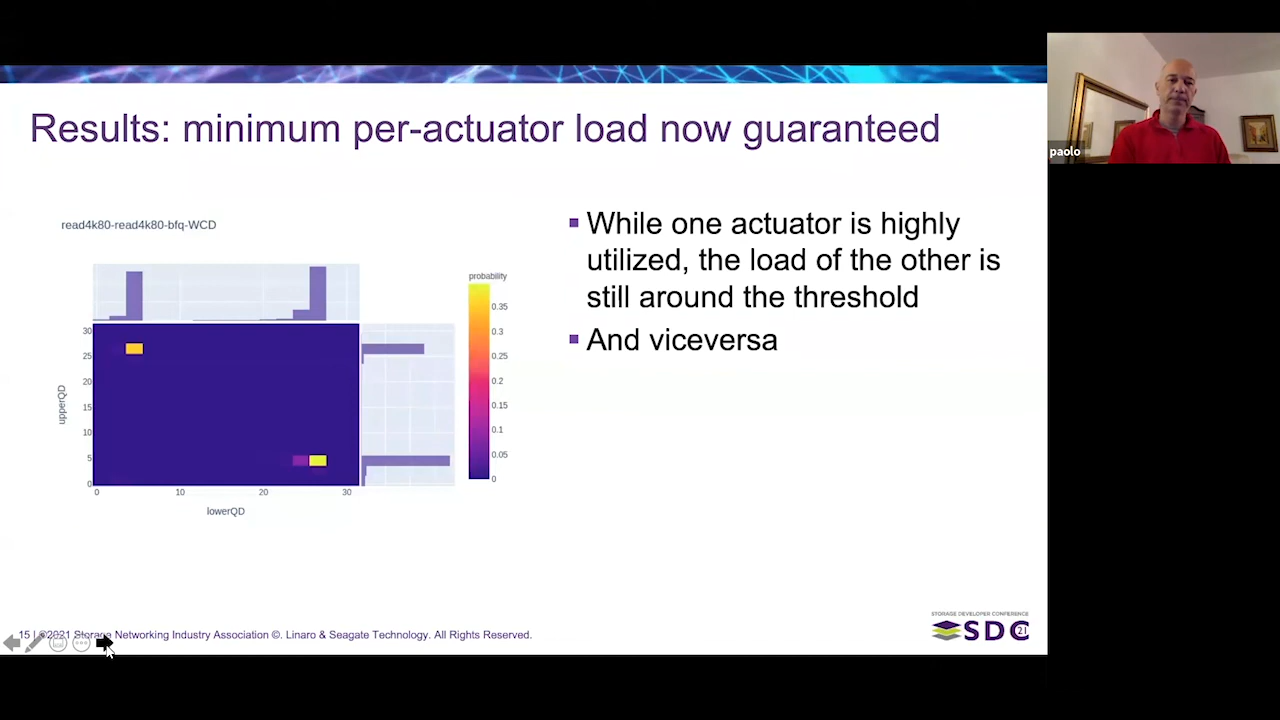 Results: minimum per-actuator load now guaranteed
paolo
read4k80-read4k80-bfq-WCD
While one actuator is highly
utilized, the load of the other is
still around the threshold
And viceversa
probability
0.35
0.3
0.25
0.2
0.15
0.1
0.05
0
30
25
20
15
10
5
0
upperQD
0 10 20 30
lowerQD
STORAGE DEVELOPER CONFERENCE
SDC 21
15 | ©2021 Storage Networking Industry Association ©. Linaro & Seagate Technology. All Rights Reserved.